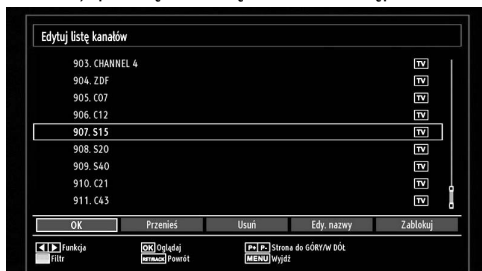 Edytuj listę kanałów
903. CHANNEL 4 TV
904. ZDF TV
905. C07 TV
906. C12 TV
907. S15 TV
908. S20 TV
909. S40 TV
910. C21 TV
911. C43 TV
OK Przenieś Usuń Edy. nazwy Zablokuj
Funkcja OK Oglądaj P+ P- Strona do GÓRY/W DÓŁ
Filtr RETURN/BACK Powrót MENU Wyjdź